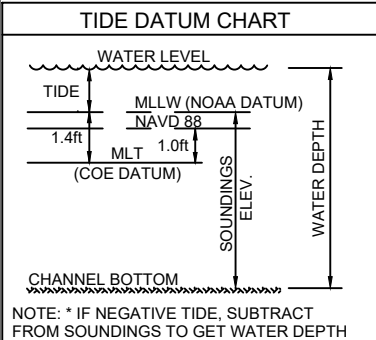 TIDE DATUM CHART
WATER LEVEL
TIDE
MLLW (NOAA DATUM)
NAVD 88
1.4ft
1.0ft
MLT
(COE DATUM)
SOUNDINGS
ELEV.
WATER DEPTH
CHANNEL BOTTOM
NOTE: * IF NEGATIVE TIDE, SUBTRACT
FROM SOUNDINGS TO GET WATER DEPTH